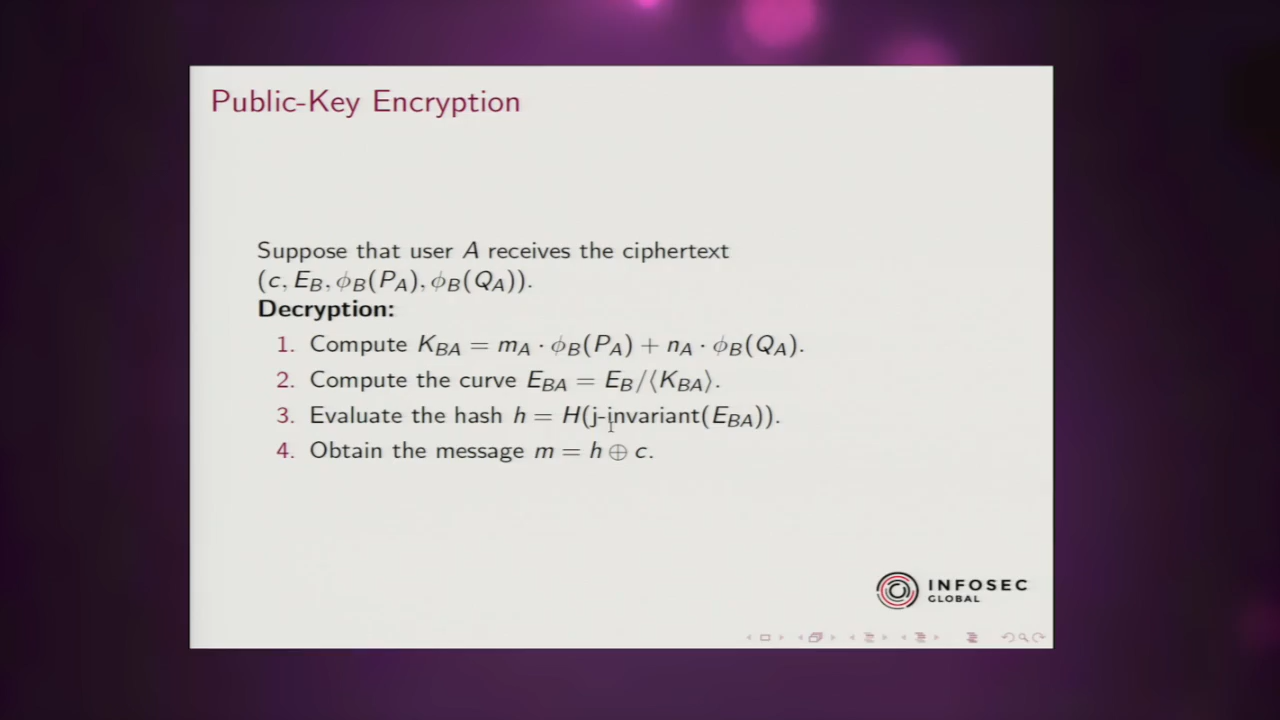 Public-Key Encryption
Suppose that user A receives the ciphertext
(c, E_B, ϕ_B(P_A), ϕ_B(Q_A)).
Decryption:
1. Compute K_BA = m_A · ϕ_B(P_A) + n_A · ϕ_B(Q_A).
2. Compute the curve E_BA = E_B/⟨K_BA⟩.
3. Evaluate the hash h = H(j-invariant(E_BA)).
4. Obtain the message m = h ⊕ c.
INFOSEC
GLOBAL